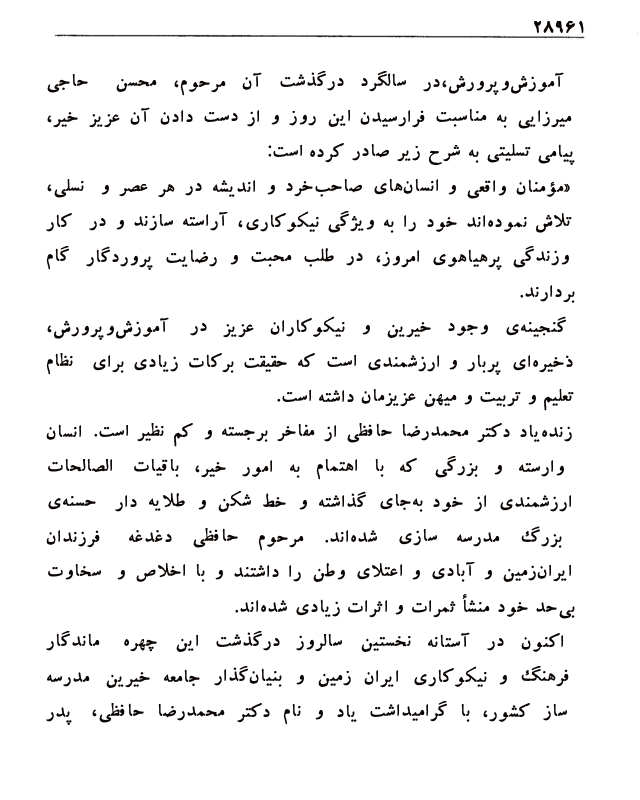 ۲۸۹۶۱
آموزش‌و‌پرورش،در سالگرد درگذشت آن مرحوم، محسن حاجی
میرزایی به مناسبت فرارسیدن این روز و از دست دادن آن عزیز خیر،
پیامی تسلیتی به شرح زیر صادر کرده است:
«مؤمنان واقعی و انسان‌های صاحب‌خرد و اندیشه در هر عصر و نسلی،
تلاش نموده‌اند خود را به ویژگی نیکوکاری، آراسته سازند و در کار
وزندگی پرهیاهوی امروز، در طلب محبت و رضایت پروردگار گام
بردارند.
گنجینه‌ی وجود خیرین و نیکوکاران عزیز در آموزش‌و‌پرورش،
ذخیره‌ای پربار و ارزشمندی است که حقیقت برکات زیادی برای نظام
تعلیم و تربیت و میهن عزیزمان داشته است.
زنده‌یاد دکتر محمدرضا حافظی از مفاخر برجسته و کم نظیر است. انسان
وارسته و بزرگی که با اهتمام به امور خیر، باقیات الصالحات
ارزشمندی از خود به‌جای گذاشته و خط شکن و طلایه دار حسنه‌ی
بزرگ مدرسه سازی شده‌اند. مرحوم حافظی دغدغه فرزندان
ایران‌زمین و آبادی و اعتلای وطن را داشتند و با اخلاص و سخاوت
بی‌حد خود منشأ ثمرات و اثرات زیادی شده‌اند.
اکنون در آستانه نخستین سالروز درگذشت این چهره ماندگار
فرهنگ و نیکوکاری ایران زمین و بنیان‌گذار جامعه خیرین مدرسه
ساز کشور، با گرامیداشت یاد و نام دکتر محمدرضا حافظی، پدر